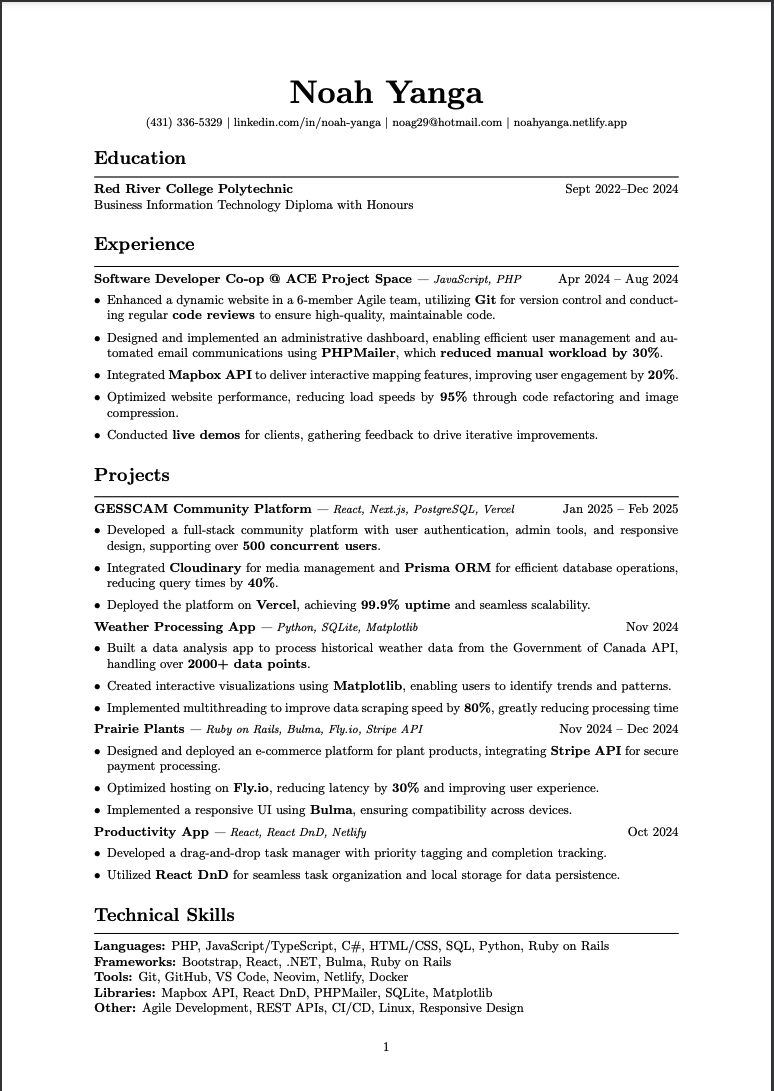 Noah Yanga
(431) 336-5329 | linkedin.com/in/noah-yanga | noag29@hotmail.com | noahyanga.netlify.app
Education
Red River College Polytechnic Sept 2022–Dec 2024
Business Information Technology Diploma with Honours
Experience
Software Developer Co-op @ ACE Project Space — JavaScript, PHP Apr 2024 – Aug 2024
• Enhanced a dynamic website in a 6-member Agile team, utilizing Git for version control and conduct-
ing regular code reviews to ensure high-quality, maintainable code.
• Designed and implemented an administrative dashboard, enabling efficient user management and au-
tomated email communications using PHPMailer, which reduced manual workload by 30%.
• Integrated Mapbox API to deliver interactive mapping features, improving user engagement by 20%.
• Optimized website performance, reducing load speeds by 95% through code refactoring and image
compression.
• Conducted live demos for clients, gathering feedback to drive iterative improvements.
Projects
GESSCAM Community Platform — React, Next.js, PostgreSQL, Vercel Jan 2025 – Feb 2025
• Developed a full-stack community platform with user authentication, admin tools, and responsive
design, supporting over 500 concurrent users.
• Integrated Cloudinary for media management and Prisma ORM for efficient database operations,
reducing query times by 40%.
• Deployed the platform on Vercel, achieving 99.9% uptime and seamless scalability.
Weather Processing App — Python, SQLite, Matplotlib Nov 2024
• Built a data analysis app to process historical weather data from the Government of Canada API,
handling over 2000+ data points.
• Created interactive visualizations using Matplotlib, enabling users to identify trends and patterns.
• Implemented multithreading to improve data scraping speed by 80%, greatly reducing processing time
Prairie Plants — Ruby on Rails, Bulma, Fly.io, Stripe API Nov 2024 – Dec 2024
• Designed and deployed an e-commerce platform for plant products, integrating Stripe API for secure
payment processing.
• Optimized hosting on Fly.io, reducing latency by 30% and improving user experience.
• Implemented a responsive UI using Bulma, ensuring compatibility across devices.
Productivity App — React, React DnD, Netlify Oct 2024
• Developed a drag-and-drop task manager with priority tagging and completion tracking.
• Utilized React DnD for seamless task organization and local storage for data persistence.
Technical Skills
Languages: PHP, JavaScript/TypeScript, C#, HTML/CSS, SQL, Python, Ruby on Rails
Frameworks: Bootstrap, React, .NET, Bulma, Ruby on Rails
Tools: Git, GitHub, VS Code, Neovim, Netlify, Docker
Libraries: Mapbox API, React DnD, PHPMailer, SQLite, Matplotlib
Other: Agile Development, REST APIs, CI/CD, Linux, Responsive Design
1